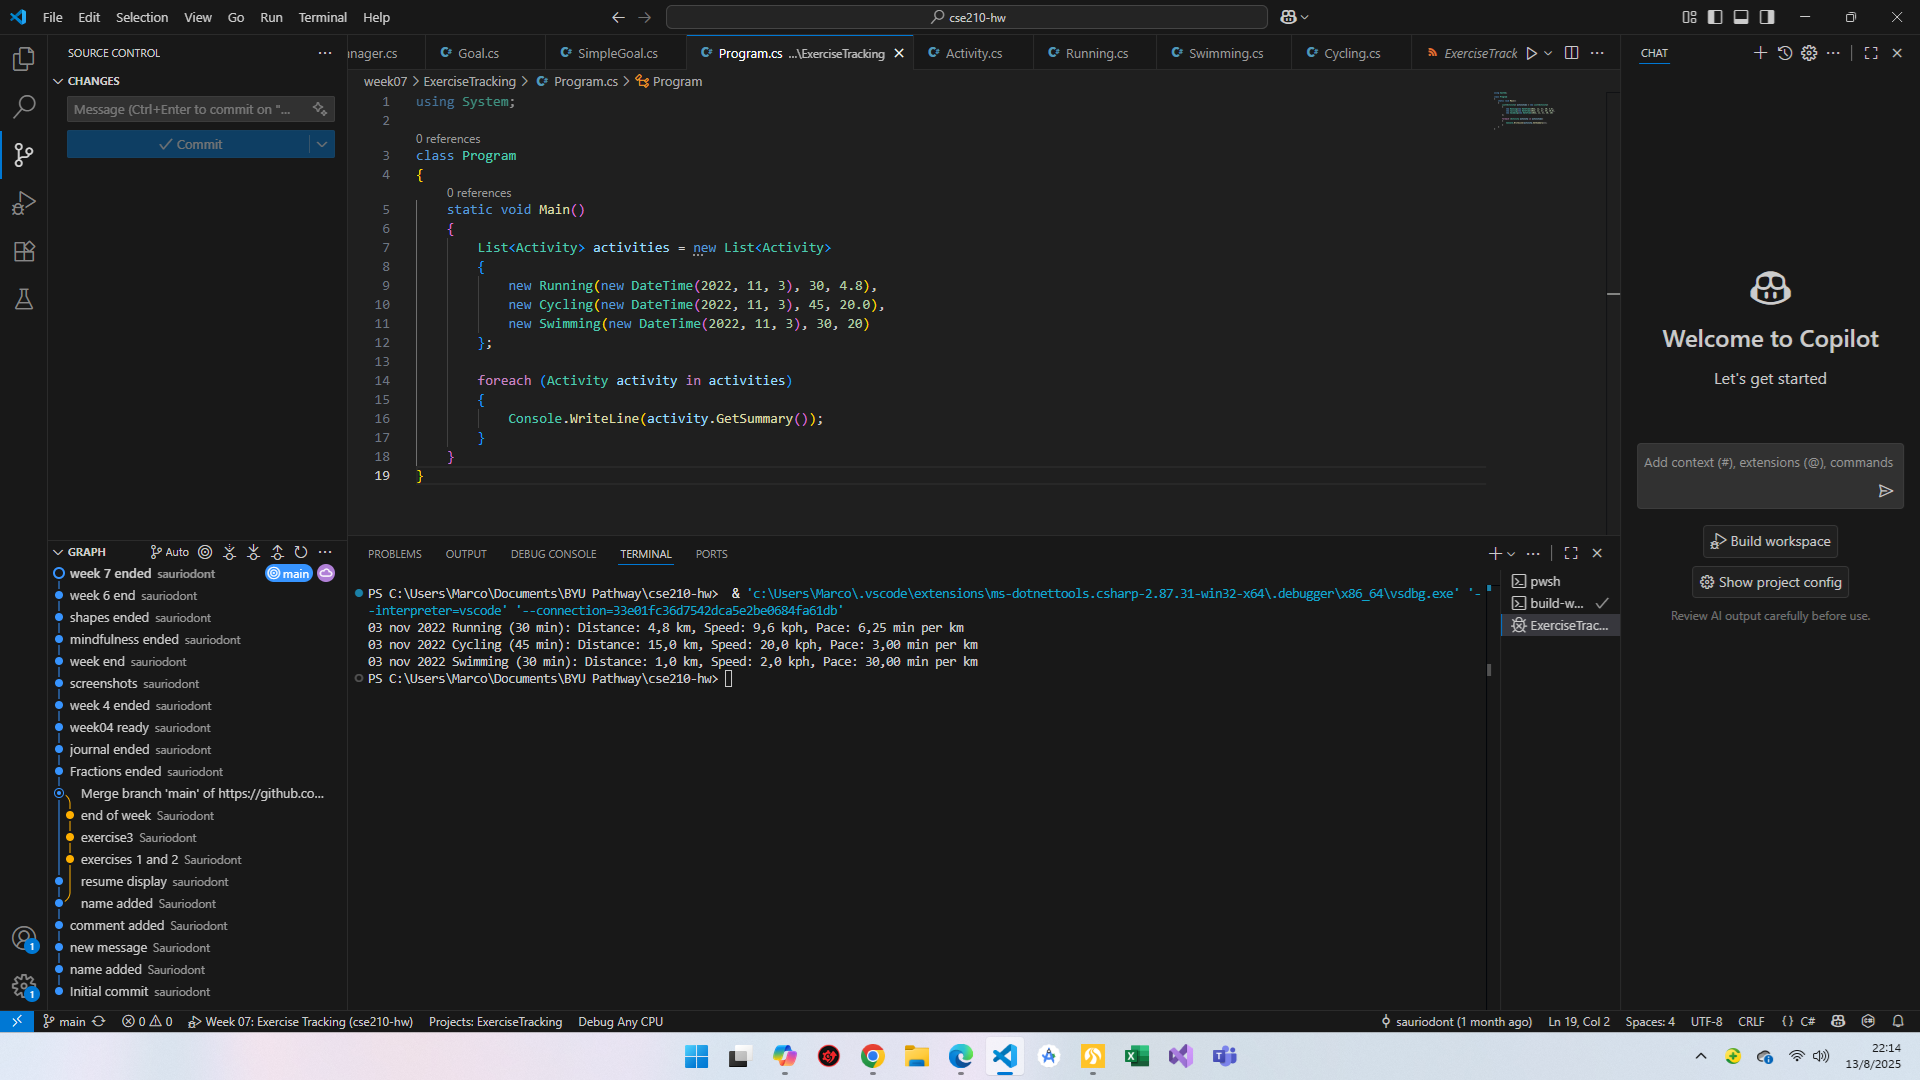 File Edit Selection View Go Run Terminal Help
cse210-hw
SOURCE CONTROL
CHANGES
Message (Ctrl+Enter to commit on "...
Commit
nager.cs Goal.cs SimpleGoal.cs Program.cs ...\ExerciseTracking Activity.cs Running.cs Swimming.cs Cycling.cs ExerciseTrack
week07 > ExerciseTracking > Program.cs > Program
1 using System;
2
0 references
3 class Program
4 {
0 references
5 static void Main()
6 {
7 List<Activity> activities = new List<Activity>
8 {
9 new Running(new DateTime(2022, 11, 3), 30, 4.8),
10 new Cycling(new DateTime(2022, 11, 3), 45, 20.0),
11 new Swimming(new DateTime(2022, 11, 3), 30, 20)
12 };
13
14 foreach (Activity activity in activities)
15 {
16 Console.WriteLine(activity.GetSummary());
17 }
18 }
19 }
CHAT
Welcome to Copilot
Let's get started
Add context (#), extensions (@), commands
Build workspace
Show project config
Review AI output carefully before use.
GRAPH
Auto
week 7 ended sauriodont main
week 6 end sauriodont
shapes ended sauriodont
mindfulness ended sauriodont
week end sauriodont
screenshots sauriodont
week 4 ended sauriodont
week04 ready sauriodont
journal ended sauriodont
Fractions ended sauriodont
Merge branch 'main' of https://github.co...
end of week Sauriodont
exercise3 Sauriodont
exercises 1 and 2 Sauriodont
resume display sauriodont
name added Sauriodont
comment added Sauriodont
new message Sauriodont
name added Sauriodont
Initial commit sauriodont
PROBLEMS OUTPUT DEBUG CONSOLE TERMINAL PORTS
PS C:\Users\Marco\Documents\BYU Pathway\cse210-hw> & 'c:\Users\Marco\.vscode\extensions\ms-dotnettools.csharp-2.87.31-win32-x64\.debugger\x86_64\vsdbg.exe' '-
-interpreter=vscode' '--connection=33e01fc36d7542dca5e2be0684fa61db'
03 nov 2022 Running (30 min): Distance: 4,8 km, Speed: 9,6 kph, Pace: 6,25 min per km
03 nov 2022 Cycling (45 min): Distance: 15,0 km, Speed: 20,0 kph, Pace: 3,00 min per km
03 nov 2022 Swimming (30 min): Distance: 1,0 km, Speed: 2,0 kph, Pace: 30,00 min per km
PS C:\Users\Marco\Documents\BYU Pathway\cse210-hw>
pwsh
build-w...
ExerciseTrac...
1
1
main 0 0 Week 07: Exercise Tracking (cse210-hw) Projects: ExerciseTracking Debug Any CPU sauriodont (1 month ago) Ln 19, Col 2 Spaces: 4 UTF-8 CRLF {} C#
22:14
13/8/2025